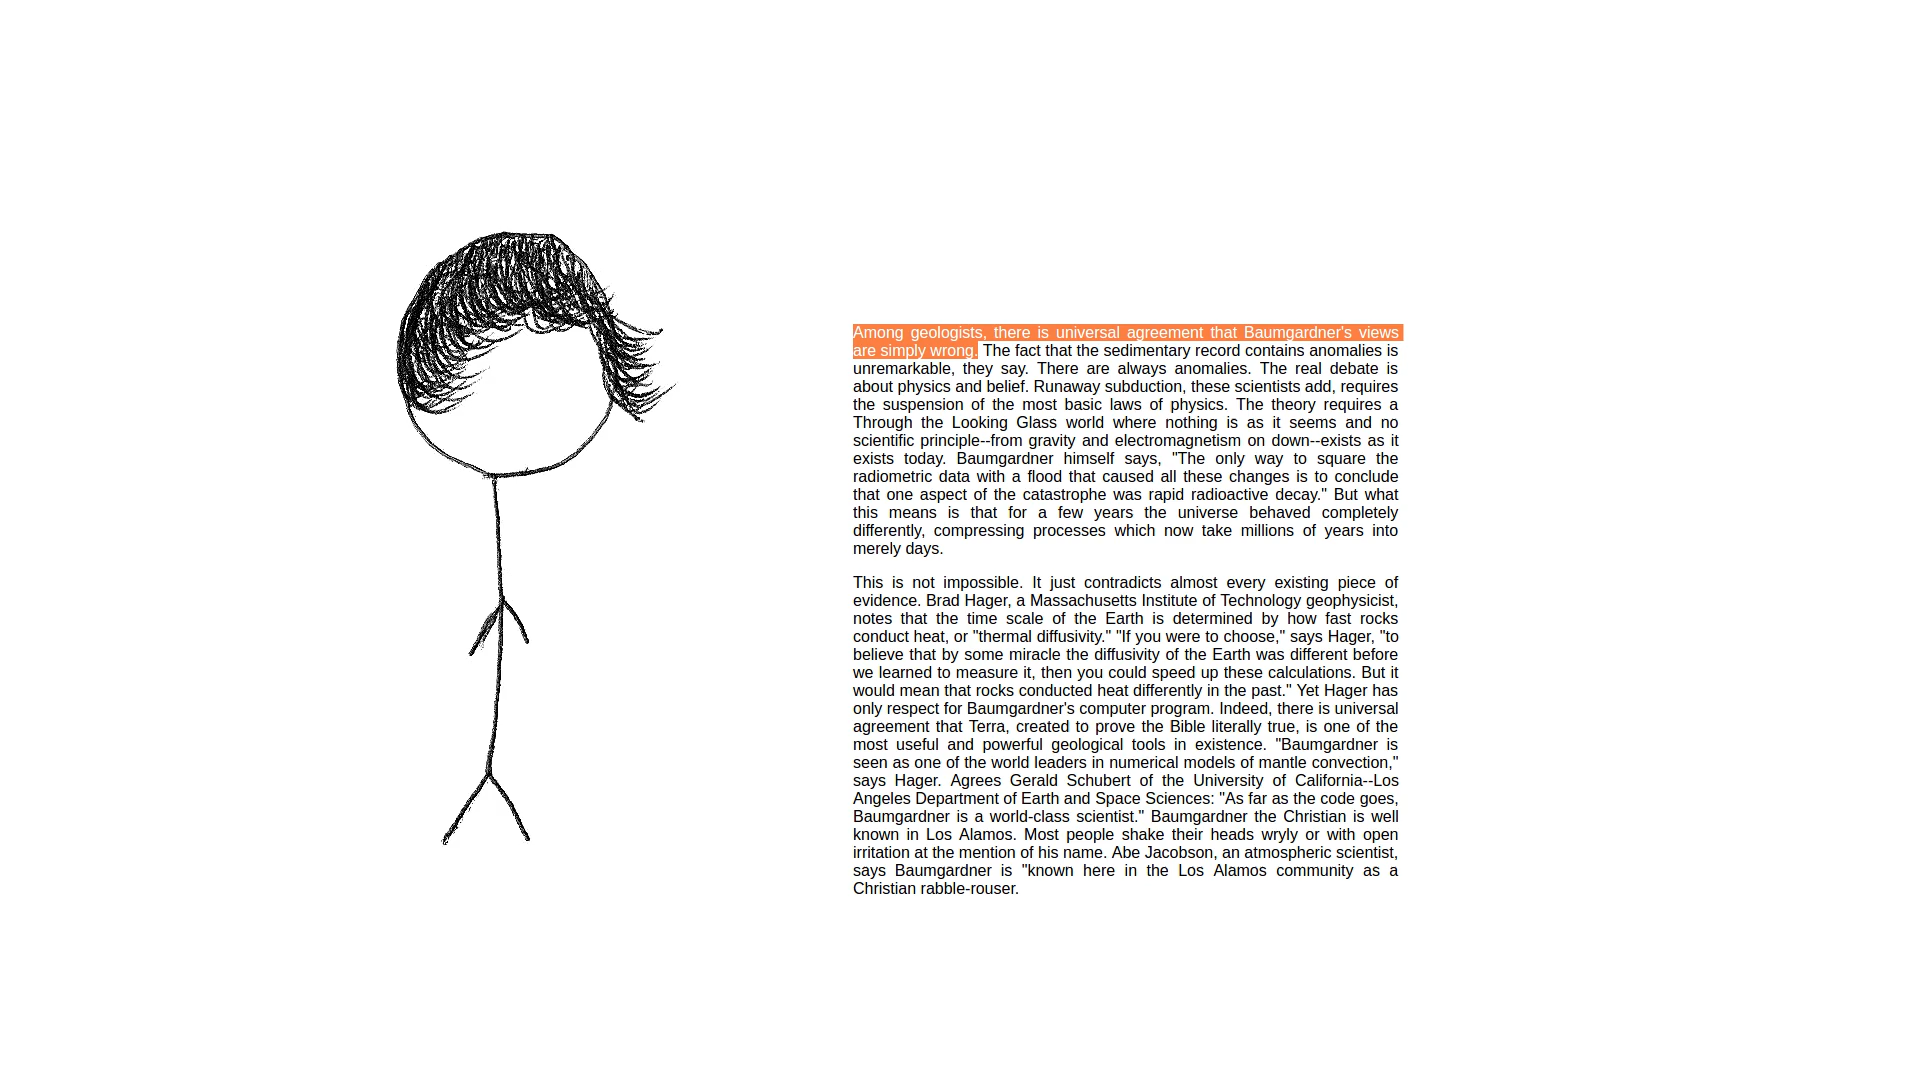 Among geologists, there is universal agreement that Baumgardner's views
are simply wrong. The fact that the sedimentary record contains anomalies is
unremarkable, they say. There are always anomalies. The real debate is
about physics and belief. Runaway subduction, these scientists add, requires
the suspension of the most basic laws of physics. The theory requires a
Through the Looking Glass world where nothing is as it seems and no
scientific principle--from gravity and electromagnetism on down--exists as it
exists today. Baumgardner himself says, "The only way to square the
radiometric data with a flood that caused all these changes is to conclude
that one aspect of the catastrophe was rapid radioactive decay." But what
this means is that for a few years the universe behaved completely
differently, compressing processes which now take millions of years into
merely days.
This is not impossible. It just contradicts almost every existing piece of
evidence. Brad Hager, a Massachusetts Institute of Technology geophysicist,
notes that the time scale of the Earth is determined by how fast rocks
conduct heat, or "thermal diffusivity." "If you were to choose," says Hager, "to
believe that by some miracle the diffusivity of the Earth was different before
we learned to measure it, then you could speed up these calculations. But it
would mean that rocks conducted heat differently in the past." Yet Hager has
only respect for Baumgardner's computer program. Indeed, there is universal
agreement that Terra, created to prove the Bible literally true, is one of the
most useful and powerful geological tools in existence. "Baumgardner is
seen as one of the world leaders in numerical models of mantle convection,"
says Hager. Agrees Gerald Schubert of the University of California--Los
Angeles Department of Earth and Space Sciences: "As far as the code goes,
Baumgardner is a world-class scientist." Baumgardner the Christian is well
known in Los Alamos. Most people shake their heads wryly or with open
irritation at the mention of his name. Abe Jacobson, an atmospheric scientist,
says Baumgardner is "known here in the Los Alamos community as a
Christian rabble-rouser.